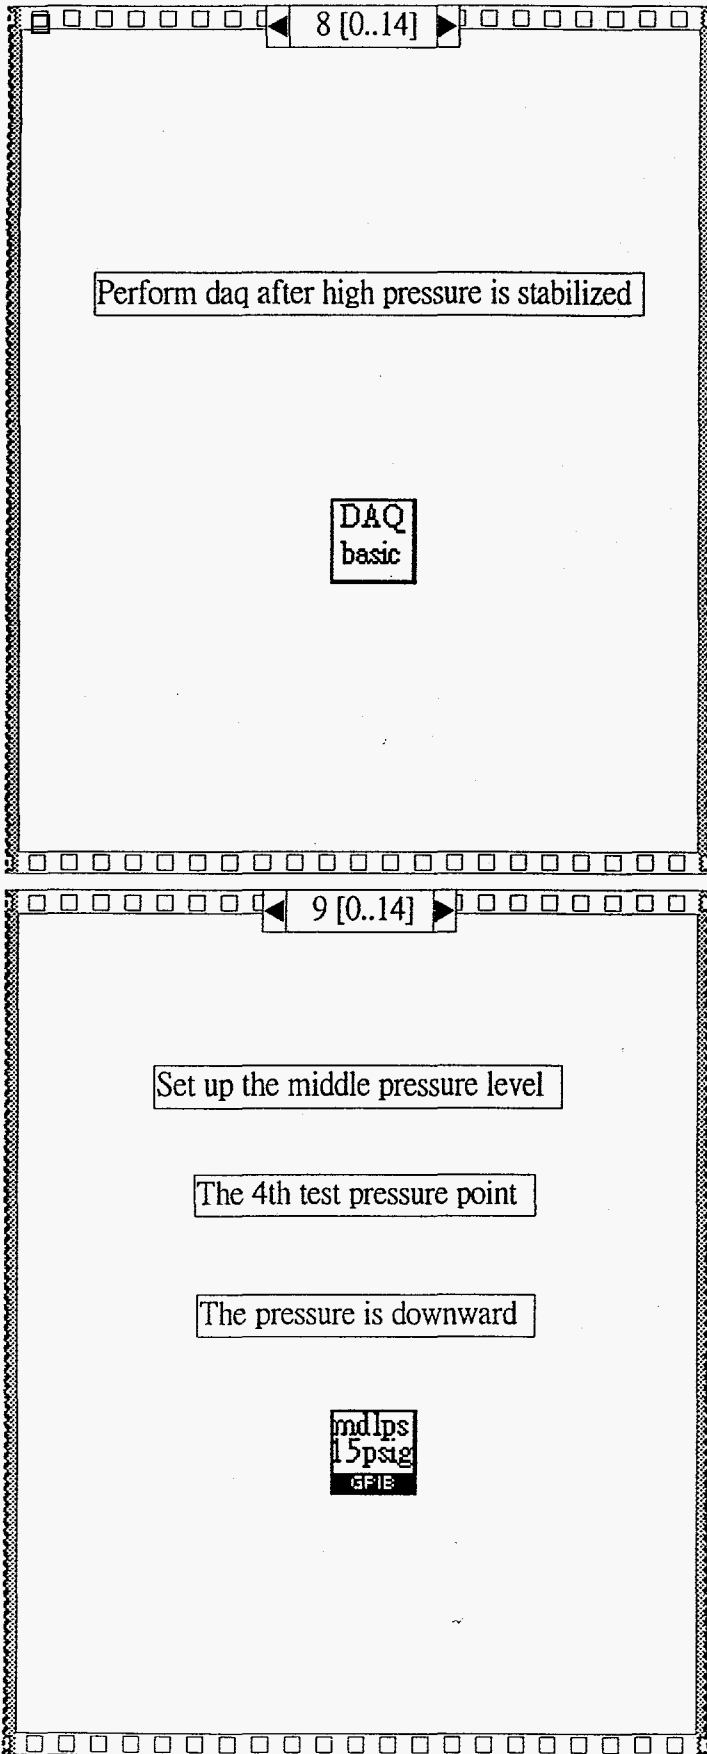 8 [0..14]
Perform daq after high pressure is stabilized
DAQ
basic
9 [0..14]
Set up the middle pressure level
The 4th test pressure point
The pressure is downward
mdlps
15psig
GPIB